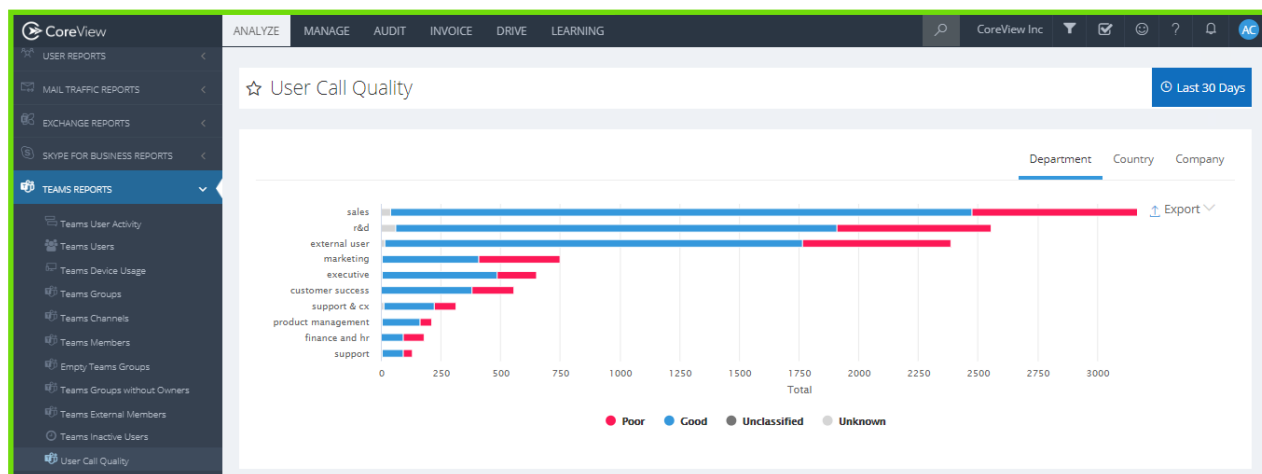 CoreView
ANALYZE MANAGE AUDIT INVOICE DRIVE LEARNING
CoreView Inc
AC
USER REPORTS
MAIL TRAFFIC REPORTS
EXCHANGE REPORTS
SKYPE FOR BUSINESS REPORTS
TEAMS REPORTS
Teams User Activity
Teams Users
Teams Device Usage
Teams Groups
Teams Channels
Teams Members
Empty Teams Groups
Teams Groups without Owners
Teams External Members
Teams Inactive Users
User Call Quality
User Call Quality
Last 30 Days
Department Country Company
Export
sales
r&d
external user
marketing
executive
customer success
support & cx
product management
finance and hr
support
0 250 500 750 1000 1250 1500 1750 2000 2250 2500 2750 3000
Total
Poor Good Unclassified Unknown